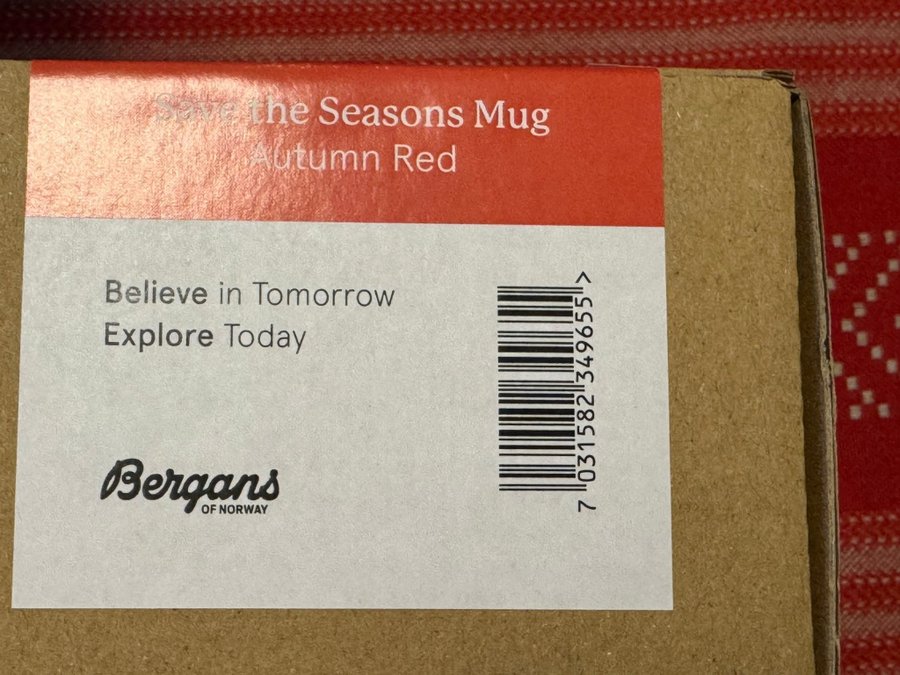 Save the Seasons Mug
Autumn Red
Believe in Tomorrow
Explore Today
Bergans
OF NORWAY
7 031582 349655 >